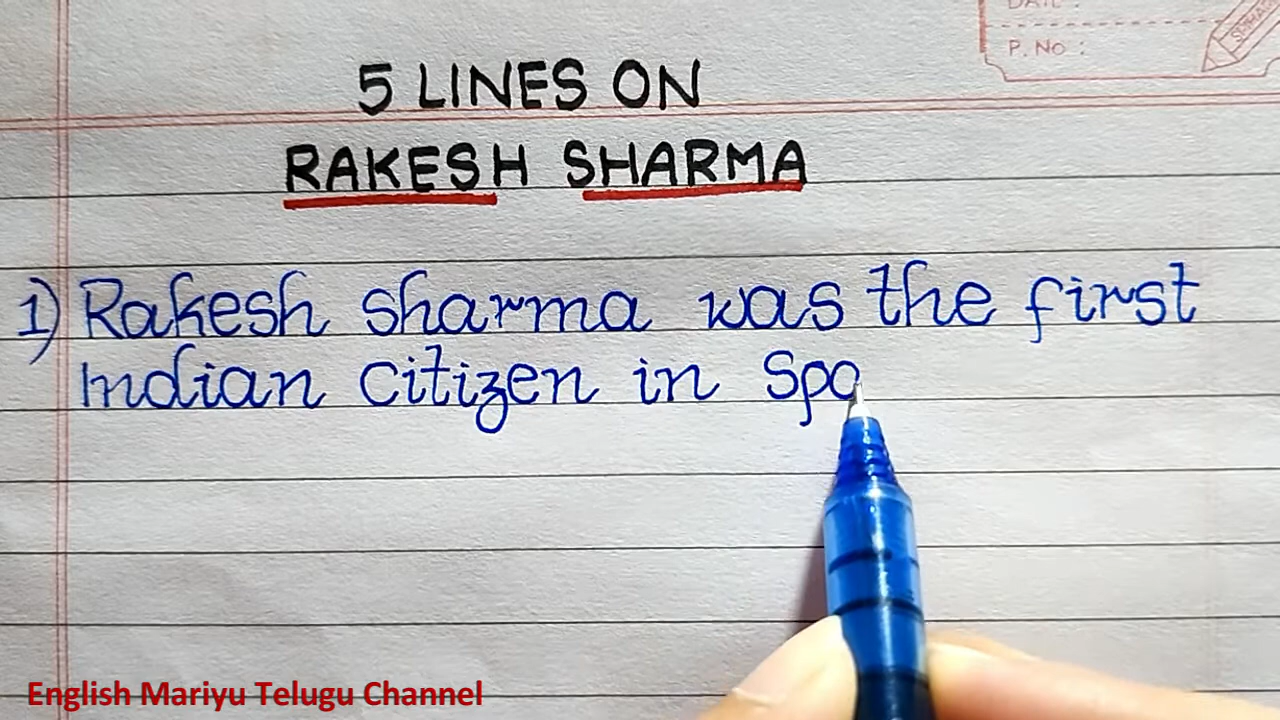 DATE :
P. No :
5 LINES ON
RAKESH SHARMA
1) Rakesh sharma was the first
Indian citizen in Spa
English Mariyu Telugu Channel